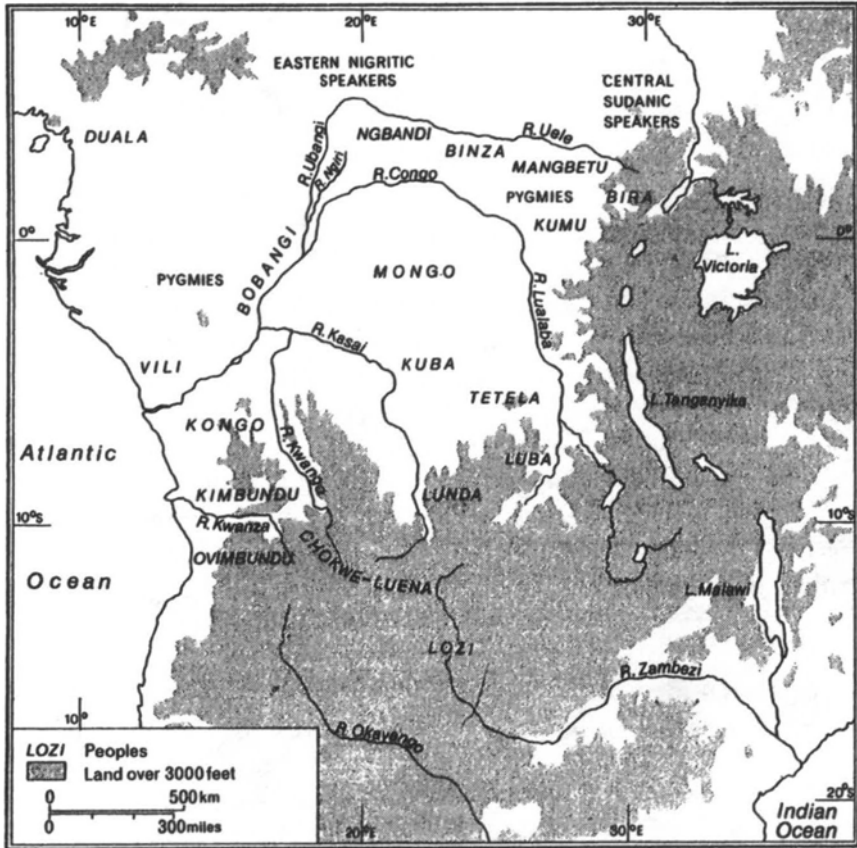 10°E
20°E
30°E
EASTERN NIGRITIC
SPEAKERS
CENTRAL
SUDANIC
SPEAKERS
DUALA
NGBANDI
R. Uele
BINZA
MANGBETU
R. Ubangi
R. Ngiri
R. Congo
PYGMIES
BIRA
KUMU
0°
0°
BOBANGI
L.
Victoria
PYGMIES
MONGO
R. Lualaba
R. Kasai
VILI
KUBA
TETELA
L. Tanganyika
KONGO
Atlantic
R. Kwango
LUBA
KIMBUNDU
LUNDA
10°S
10°S
R. Kwanza
OVIMBUNDU
CHOKWE-LUENA
Ocean
L. Malawi
LOZI
R. Zambezi
10°
R. Okavango
LOZI Peoples
Land over 3000 feet
0 500 km
0 300 miles
20°S
20°E
30°E
Indian
Ocean